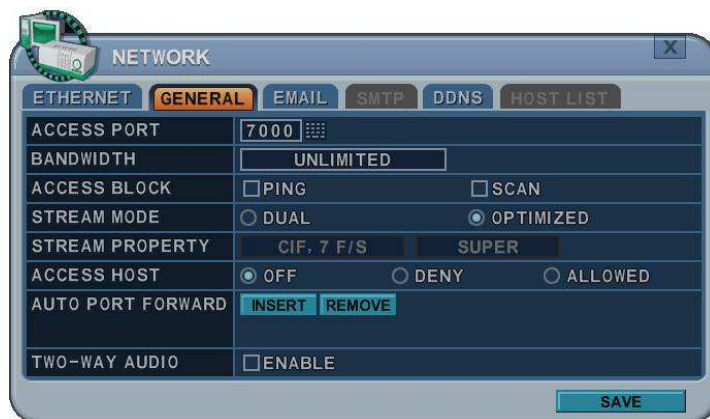 NETWORK X
ETHERNET GENERAL EMAIL SMTP DDNS HOST LIST
ACCESS PORT 7000
BANDWIDTH UNLIMITED
ACCESS BLOCK PING SCAN
STREAM MODE DUAL OPTIMIZED
STREAM PROPERTY CIF, 7 F/S SUPER
ACCESS HOST OFF DENY ALLOWED
AUTO PORT FORWARD INSERT REMOVE
TWO-WAY AUDIO ENABLE
SAVE